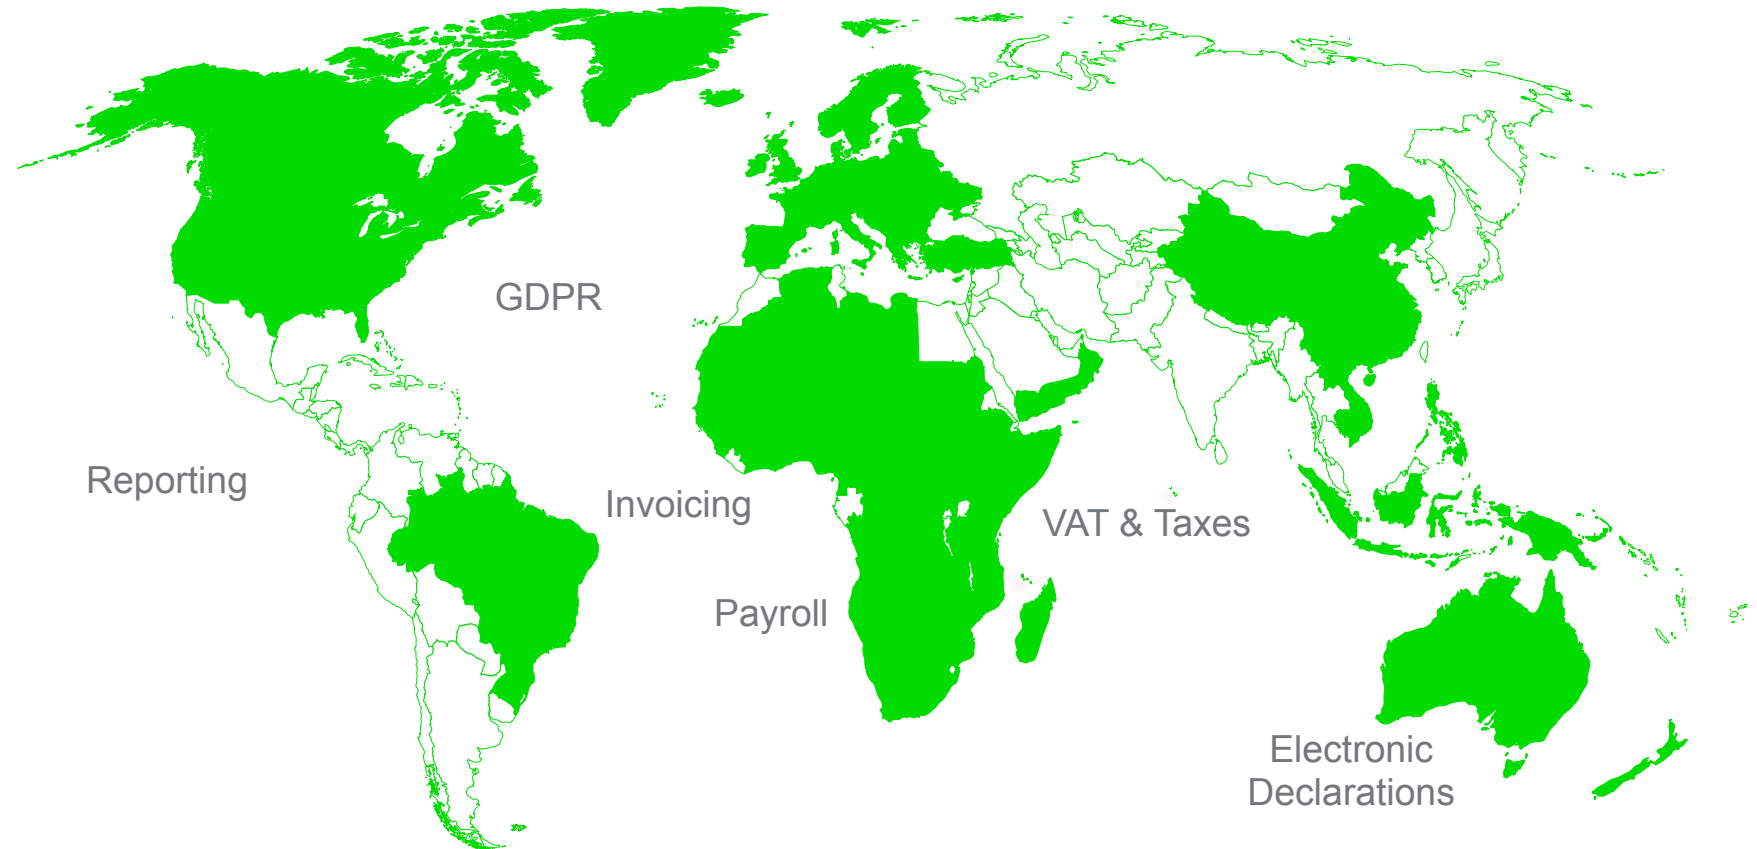 GDPR
Reporting
Invoicing
VAT & Taxes
Payroll
Electronic
Declarations